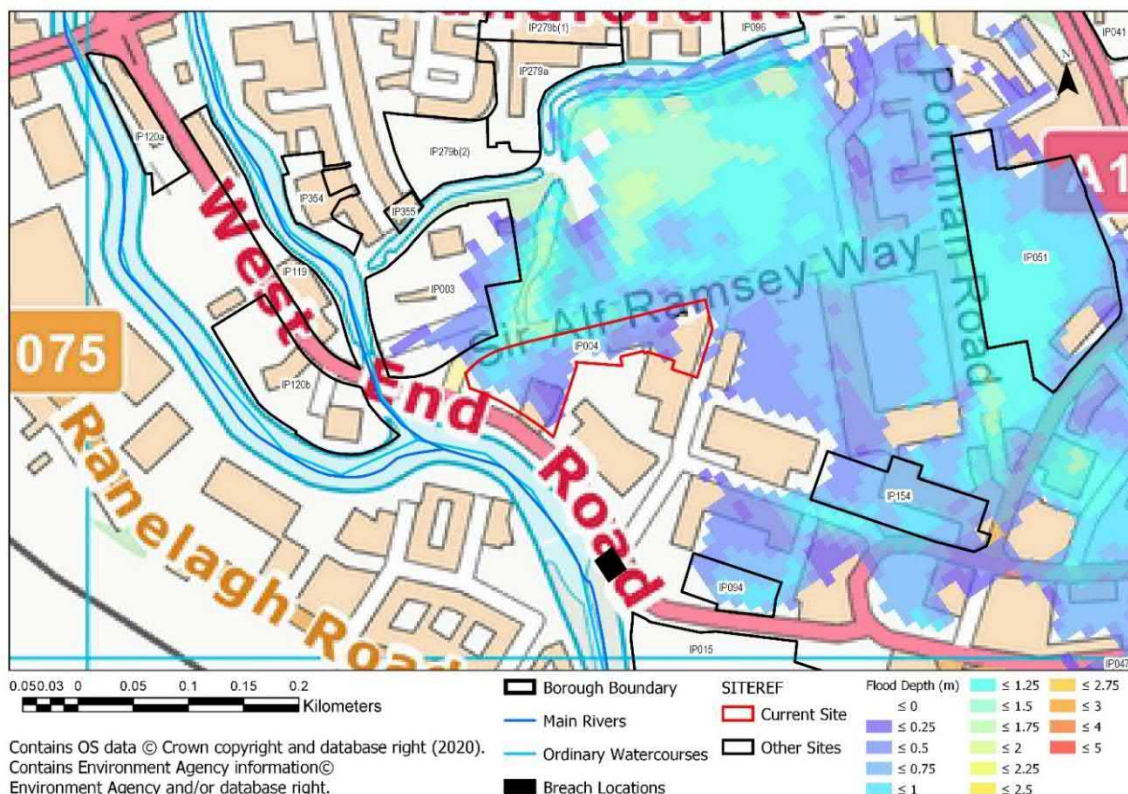 IP279b(1)
IP096
IP041
IP279a
N
IP120a
IP279b(2)
Portman Road
A1
West End Road
IP354
IP355
IP051
IP119
IP003
Sir Alf Ramsey Way
075
IP004
IP120b
Ranelagh Road
IP154
IP094
IP015
IP047
0.05 0.03 0 0.05 0.1 0.15 0.2
Kilometers
Contains OS data © Crown copyright and database right (2020).
Contains Environment Agency information©
Environment Agency and/or database right.
Borough Boundary
Main Rivers
Ordinary Watercourses
Breach Locations
SITEREF
Current Site
Other Sites
Flood Depth (m)
≤ 0
≤ 0.25
≤ 0.5
≤ 0.75
≤ 1
≤ 1.25
≤ 1.5
≤ 1.75
≤ 2
≤ 2.25
≤ 2.5
≤ 2.75
≤ 3
≤ 4
≤ 5